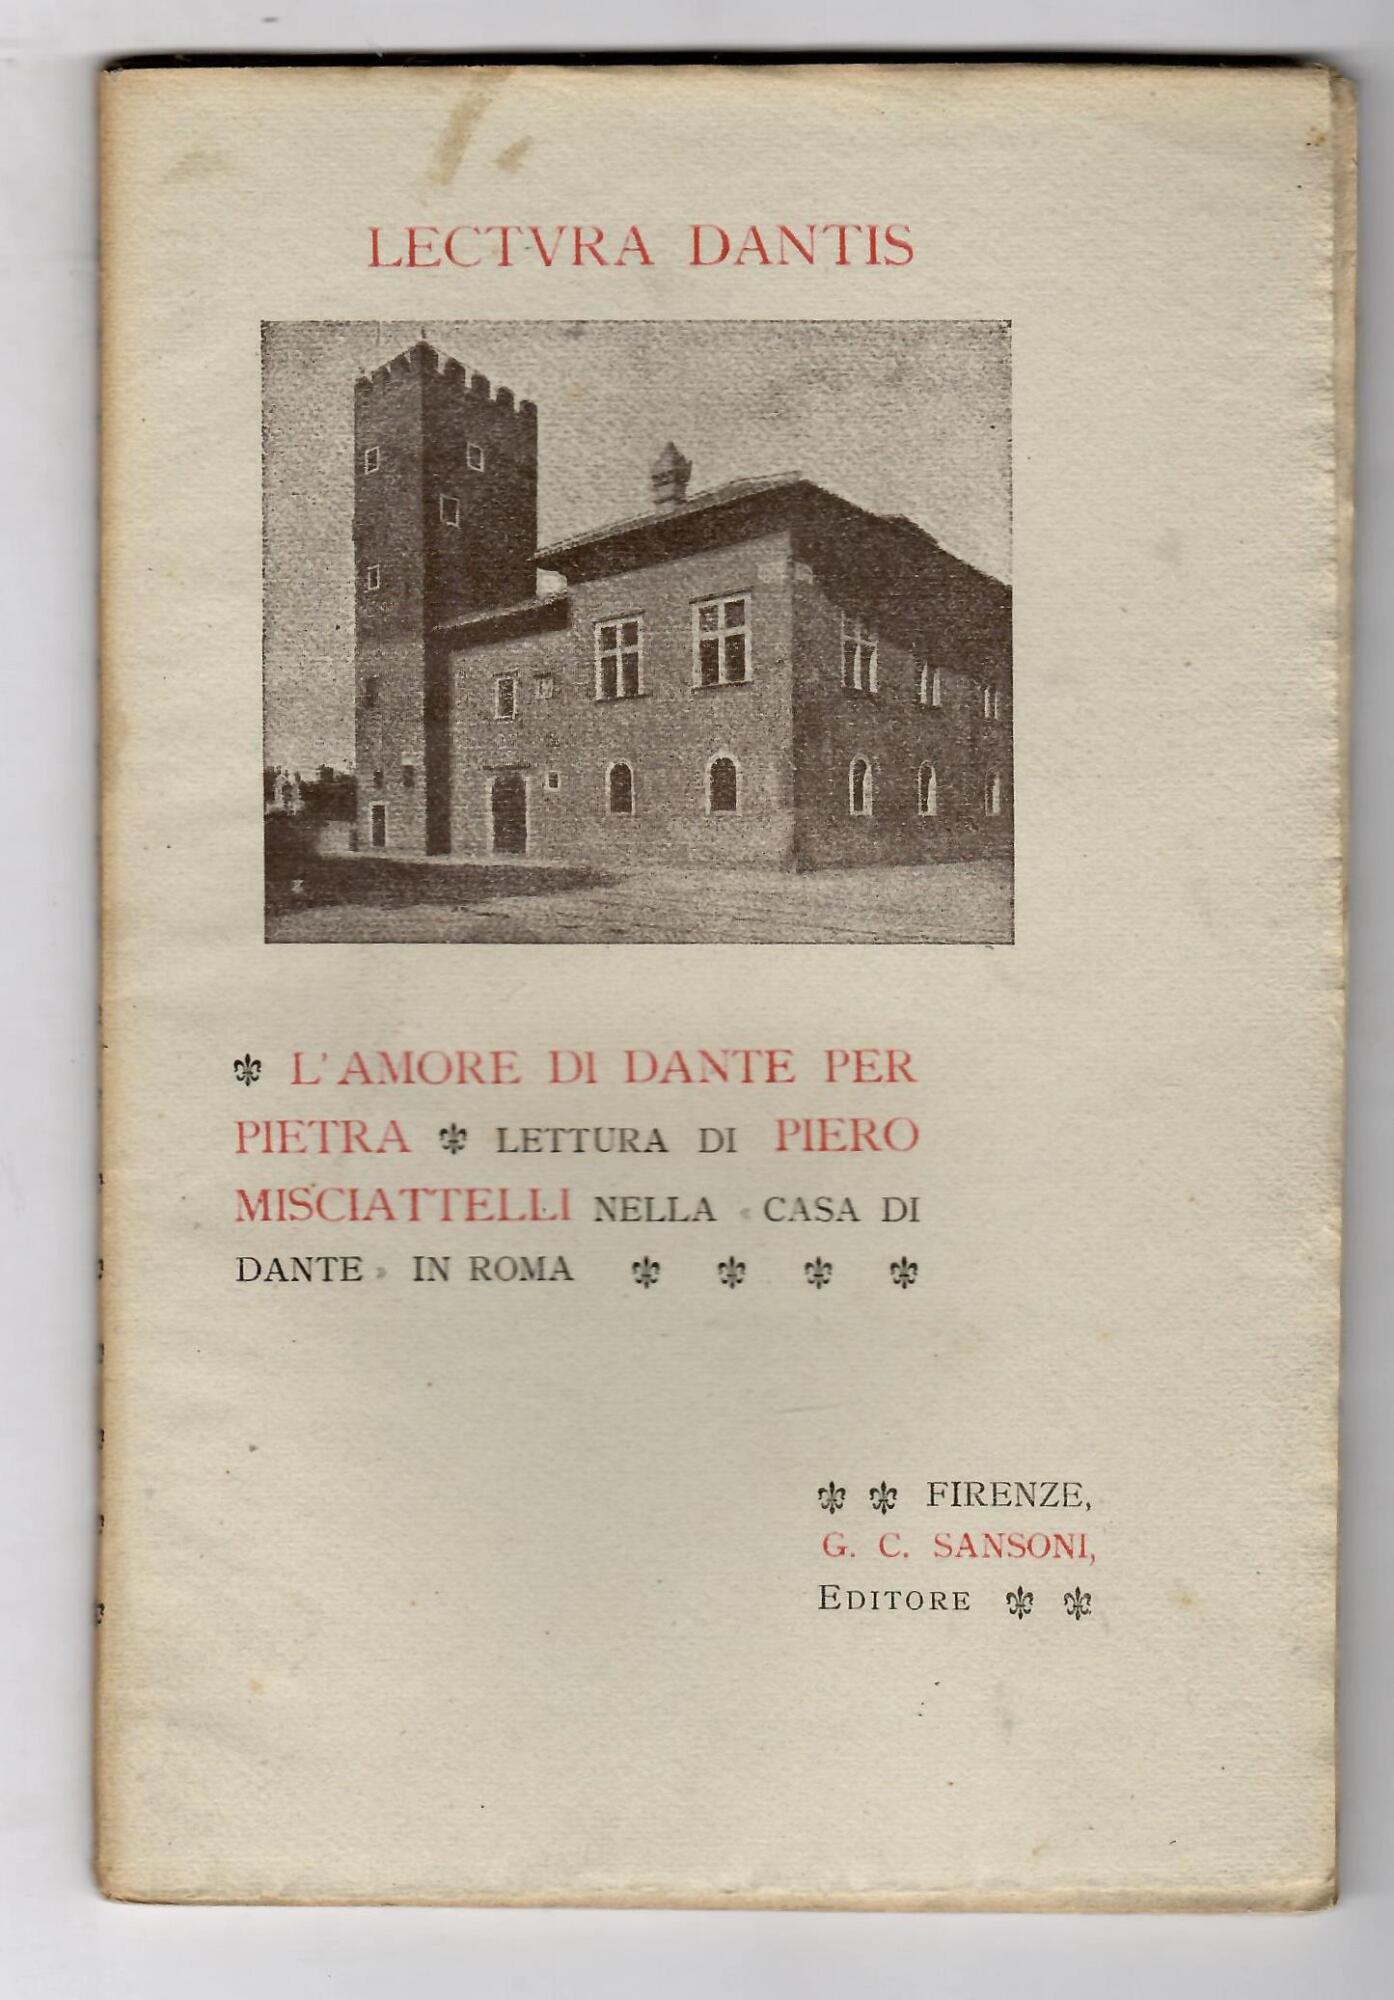 LECTVRA DANTIS
L'AMORE DI DANTE PER
PIETRA LETTURA DI PIERO
MISCIATTELLI NELLA « CASA DI
DANTE » IN ROMA
FIRENZE,
G. C. SANSONI,
EDITORE